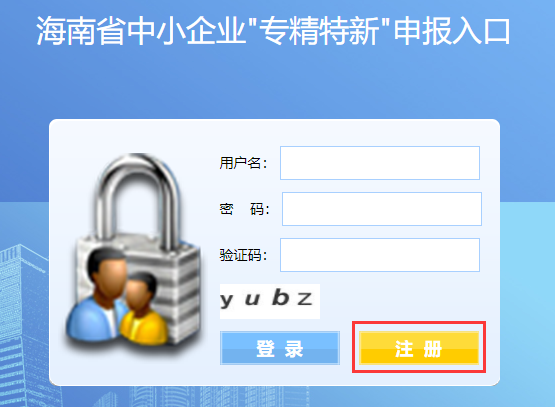 海南省中小企业"专精特新"申报入口
用户名：
密 码：
验证码：
yubz
登 录 注 册